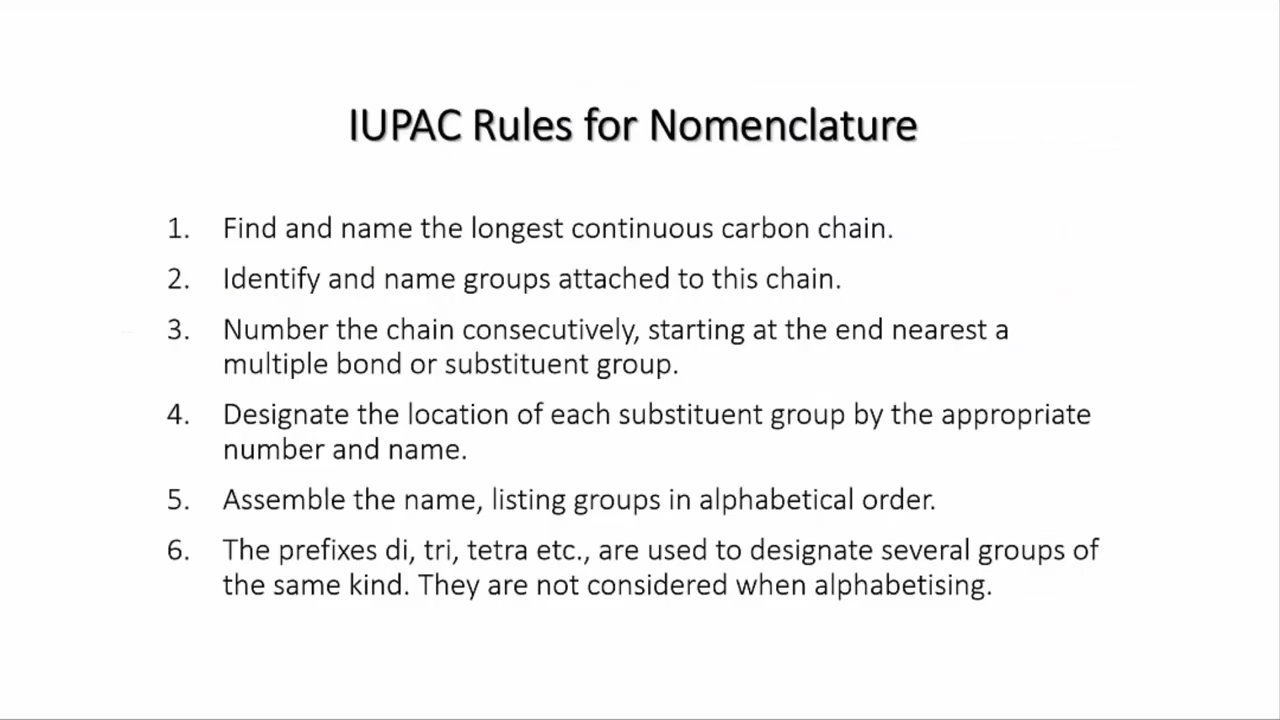 IUPAC Rules for Nomenclature
1. Find and name the longest continuous carbon chain.
2. Identify and name groups attached to this chain.
3. Number the chain consecutively, starting at the end nearest a
multiple bond or substituent group.
4. Designate the location of each substituent group by the appropriate
number and name.
5. Assemble the name, listing groups in alphabetical order.
6. The prefixes di, tri, tetra etc., are used to designate several groups of
the same kind. They are not considered when alphabetising.